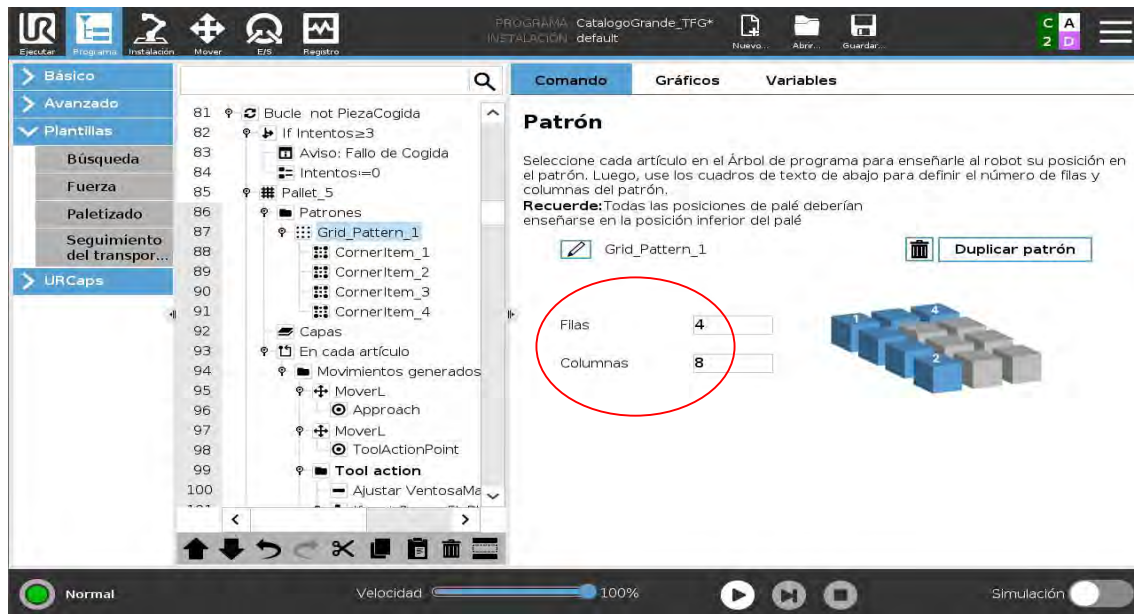 UR
PROGRAMA CatalogoGrande_TFG*
INSTALACIÓN default
C A
2 D
Ejecutar Programa Instalación Mover E/S Registro Nuevo... Abrir... Guardar...
Básico
Avanzado
Plantillas
Búsqueda
Fuerza
Paletizado
Seguimiento
del transpor...
URCaps
81 Bucle not PiezaCogida
82 If Intentos≥3
83 Aviso: Fallo de Cogida
84 Intentos≔0
85 Pallet_5
86 Patrones
87 Grid_Pattern_1
88 CornerItem_1
89 CornerItem_2
90 CornerItem_3
91 CornerItem_4
92 Capas
93 En cada artículo
94 Movimientos generados
95 MoverL
96 Approach
97 MoverL
98 ToolActionPoint
99 Tool action
100 Ajustar VentosaMa
Comando Gráficos Variables
Patrón
Seleccione cada artículo en el Árbol de programa para enseñarle al robot su posición en
el patrón. Luego, use los cuadros de texto de abajo para definir el número de filas y
columnas del patrón.
Recuerde:Todas las posiciones de palé deberían
enseñarse en la posición inferior del palé
Grid_Pattern_1 Duplicar patrón
Filas 4
Columnas 8
1 4
2
Normal Velocidad 100% Simulación